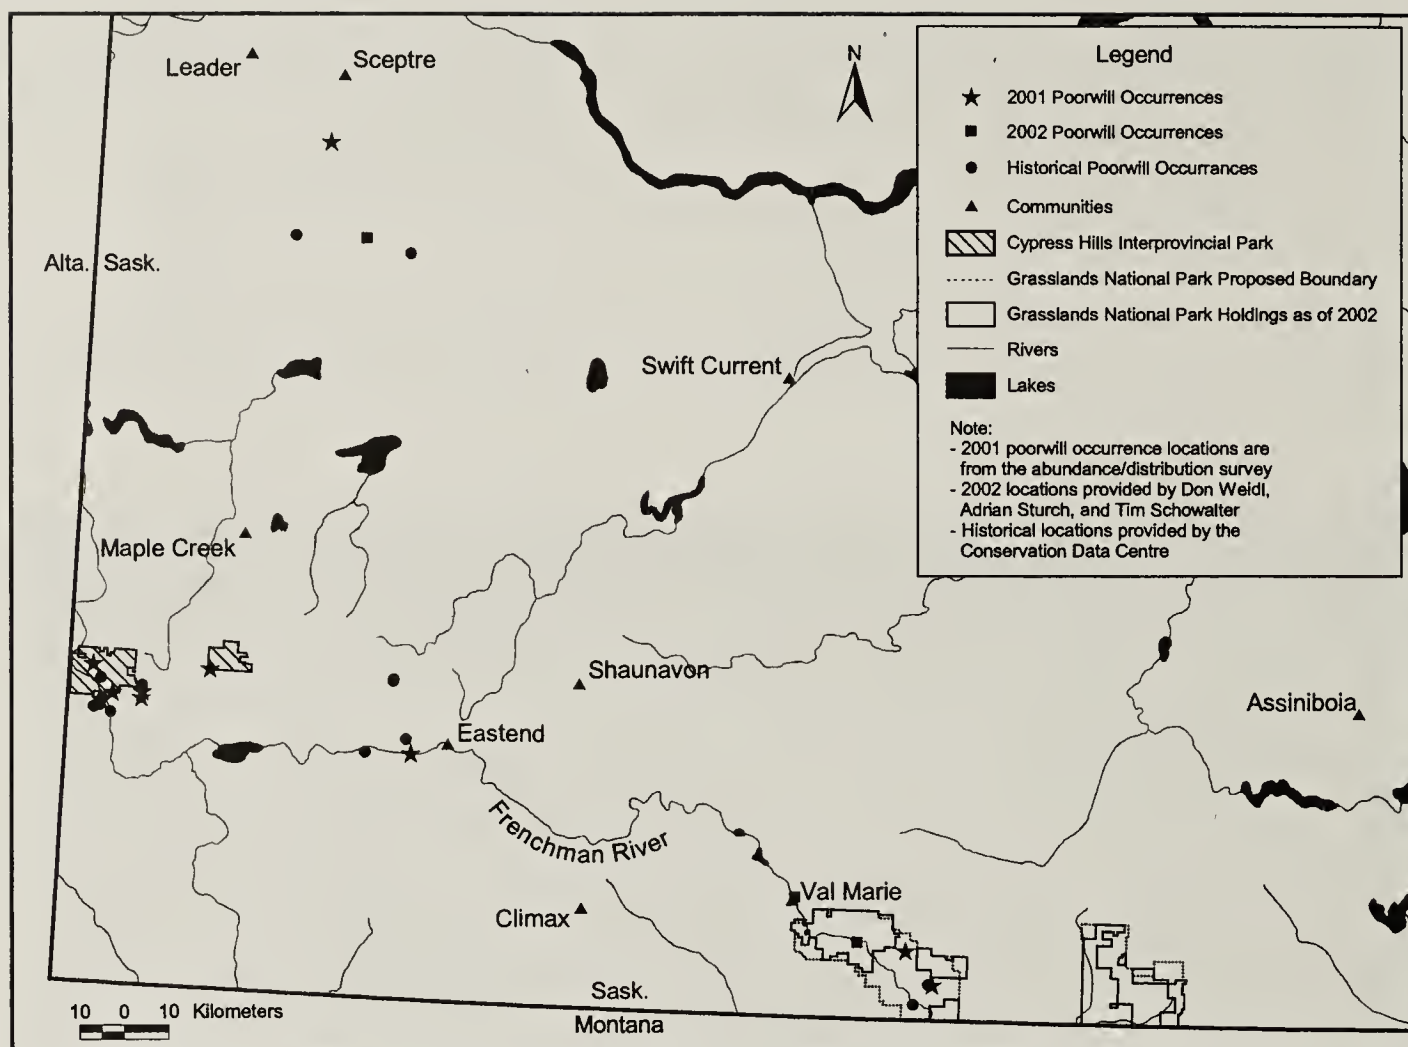 Leader
Sceptre
N
Alta. Sask.
Swift Current
Maple Creek
Shaunavon
Assiniboia
Eastend
Frenchman River
Val Marie
Climax
Sask.
Montana
10 0 10 Kilometers
Legend
2001 Poorwill Occurrences
2002 Poorwill Occurrences
Historical Poorwill Occurrances
Communities
Cypress Hills Interprovincial Park
Grasslands National Park Proposed Boundary
Grasslands National Park Holdings as of 2002
Rivers
Lakes
Note:
- 2001 poorwill occurrence locations are
from the abundance/distribution survey
- 2002 locations provided by Don Weidl,
Adrian Sturch, and Tim Schowalter
- Historical locations provided by the
Conservation Data Centre